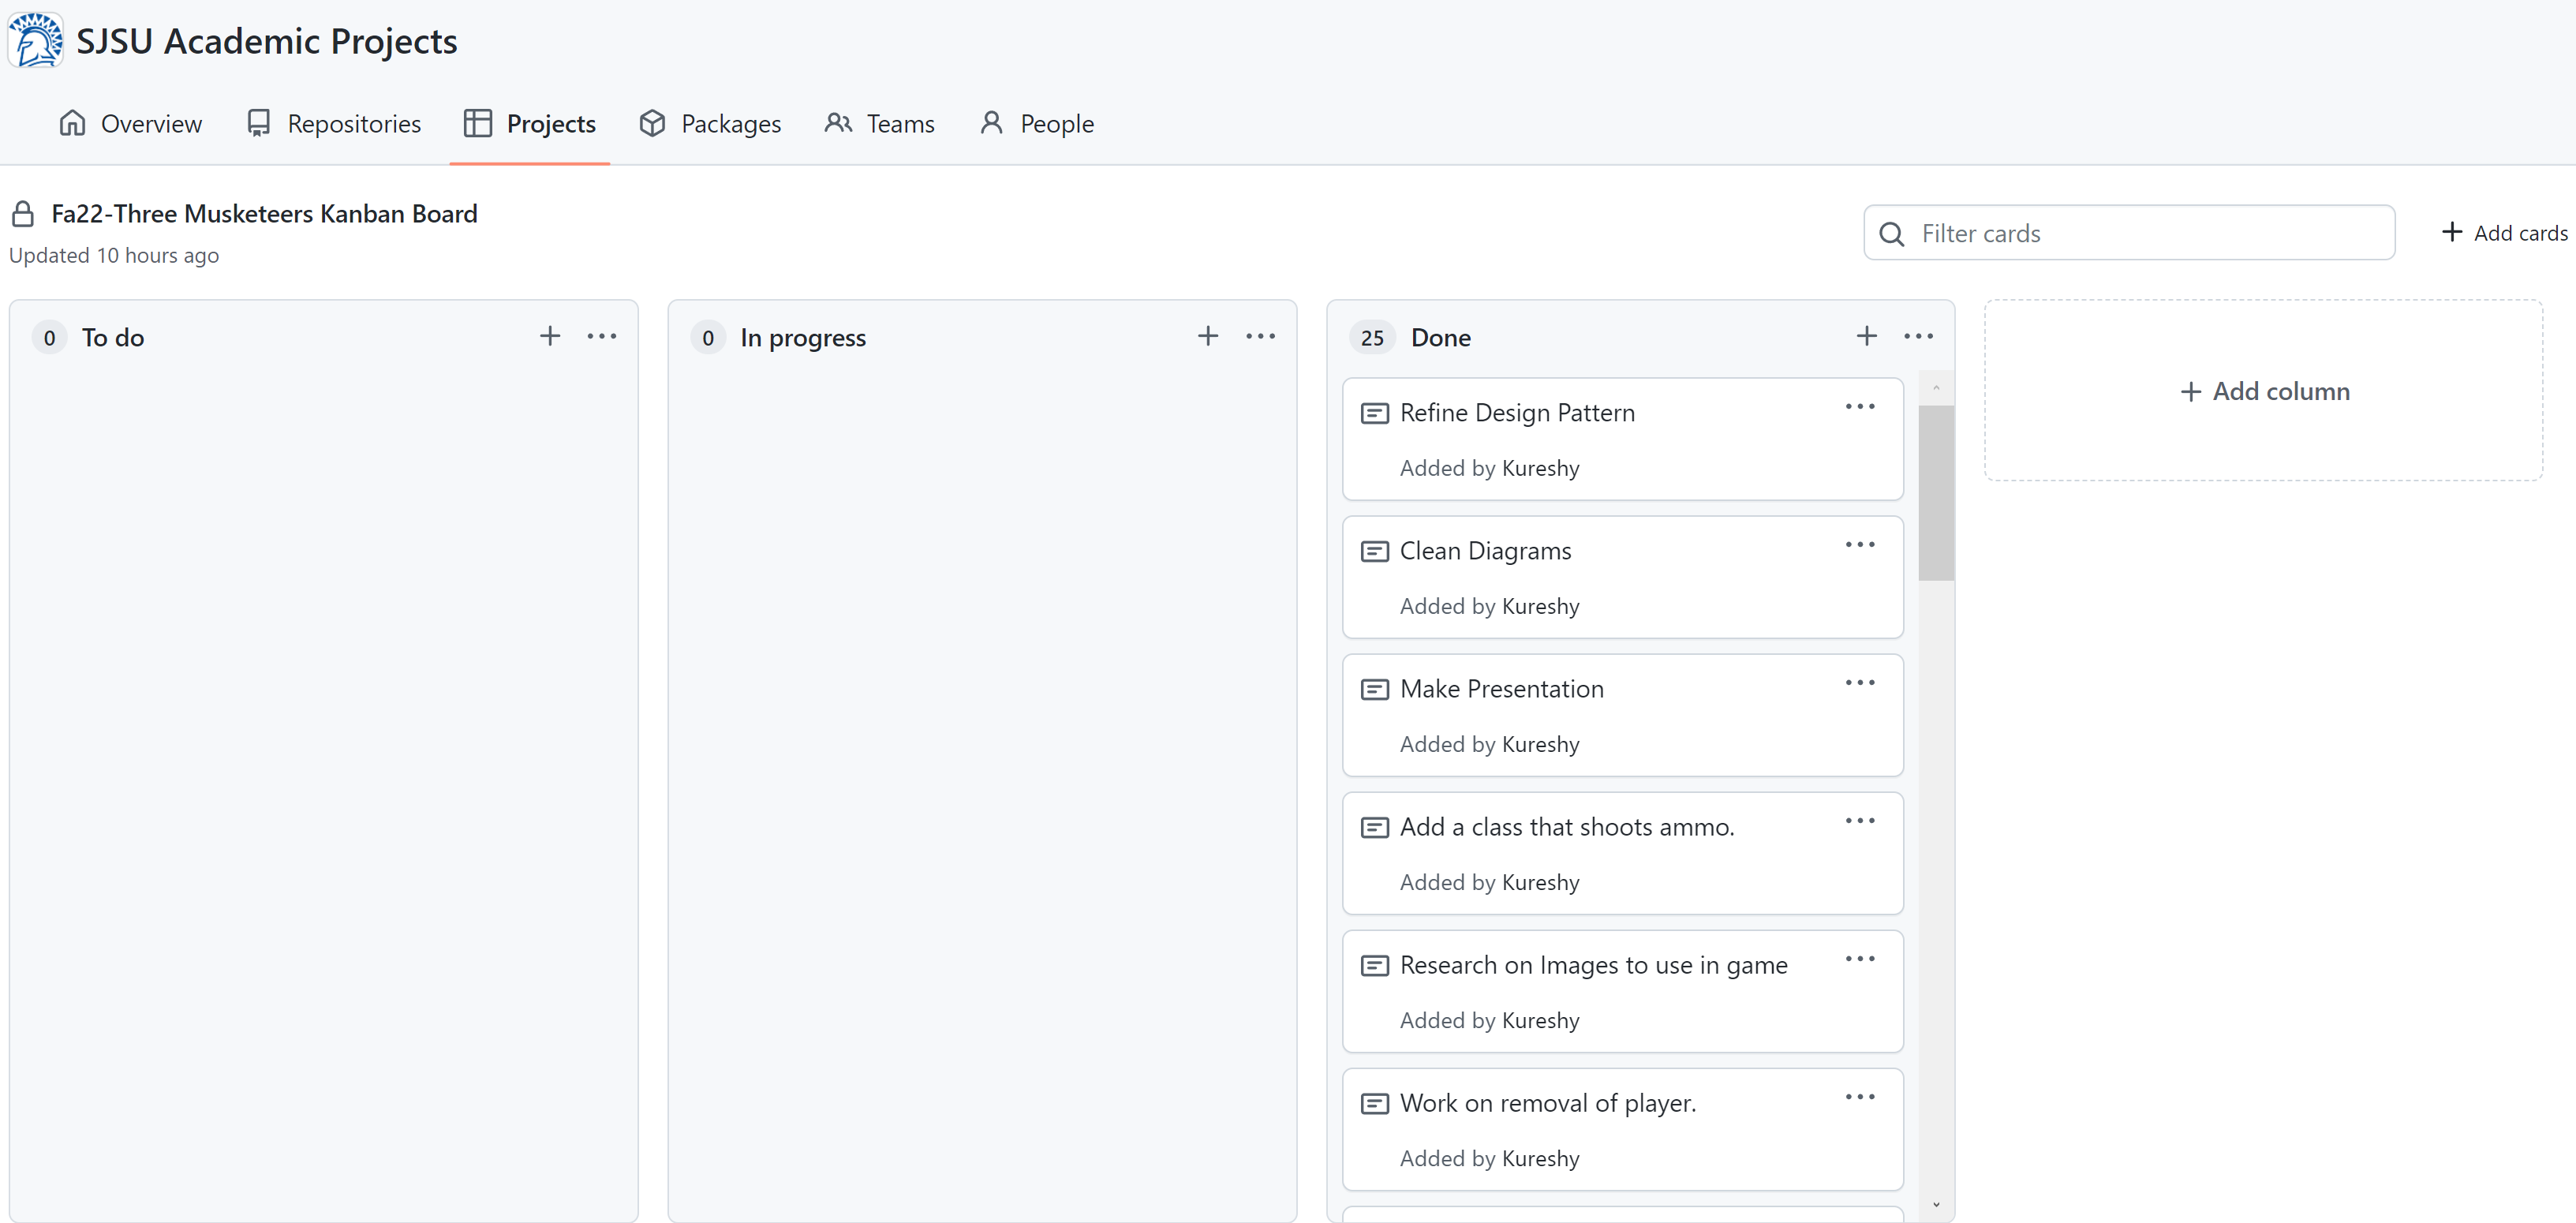 SJSU Academic Projects
Overview Repositories Projects Packages Teams People
Fa22-Three Musketeers Kanban Board
Updated 10 hours ago
Filter cards
+ Add cards
0 To do
0 In progress
25 Done
Refine Design Pattern
Added by Kureshy
Clean Diagrams
Added by Kureshy
Make Presentation
Added by Kureshy
Add a class that shoots ammo.
Added by Kureshy
Research on Images to use in game
Added by Kureshy
Work on removal of player.
Added by Kureshy
+ Add column